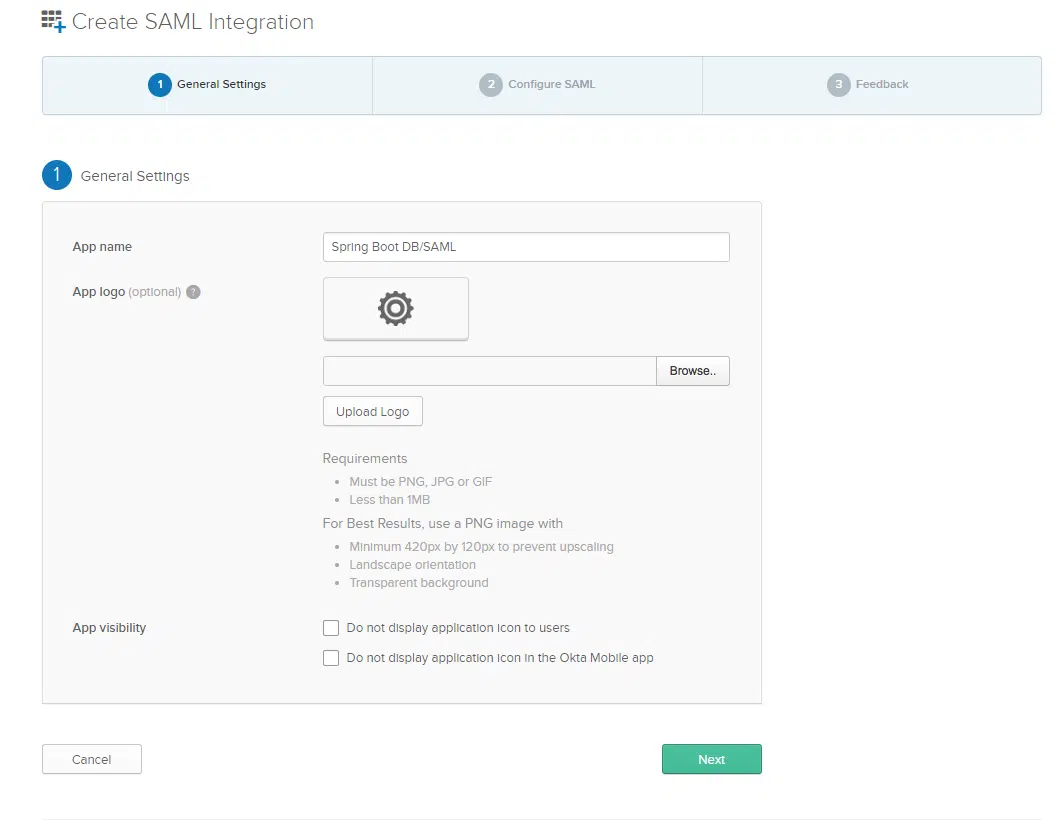 Create SAML Integration
1 General Settings
2 Configure SAML
3 Feedback
1 General Settings
App name
Spring Boot DB/SAML
App logo (optional) ?
Browse..
Upload Logo
Requirements
• Must be PNG, JPG or GIF
• Less than 1MB
For Best Results, use a PNG image with
• Minimum 420px by 120px to prevent upscaling
• Landscape orientation
• Transparent background
App visibility
Do not display application icon to users
Do not display application icon in the Okta Mobile app
Cancel
Next